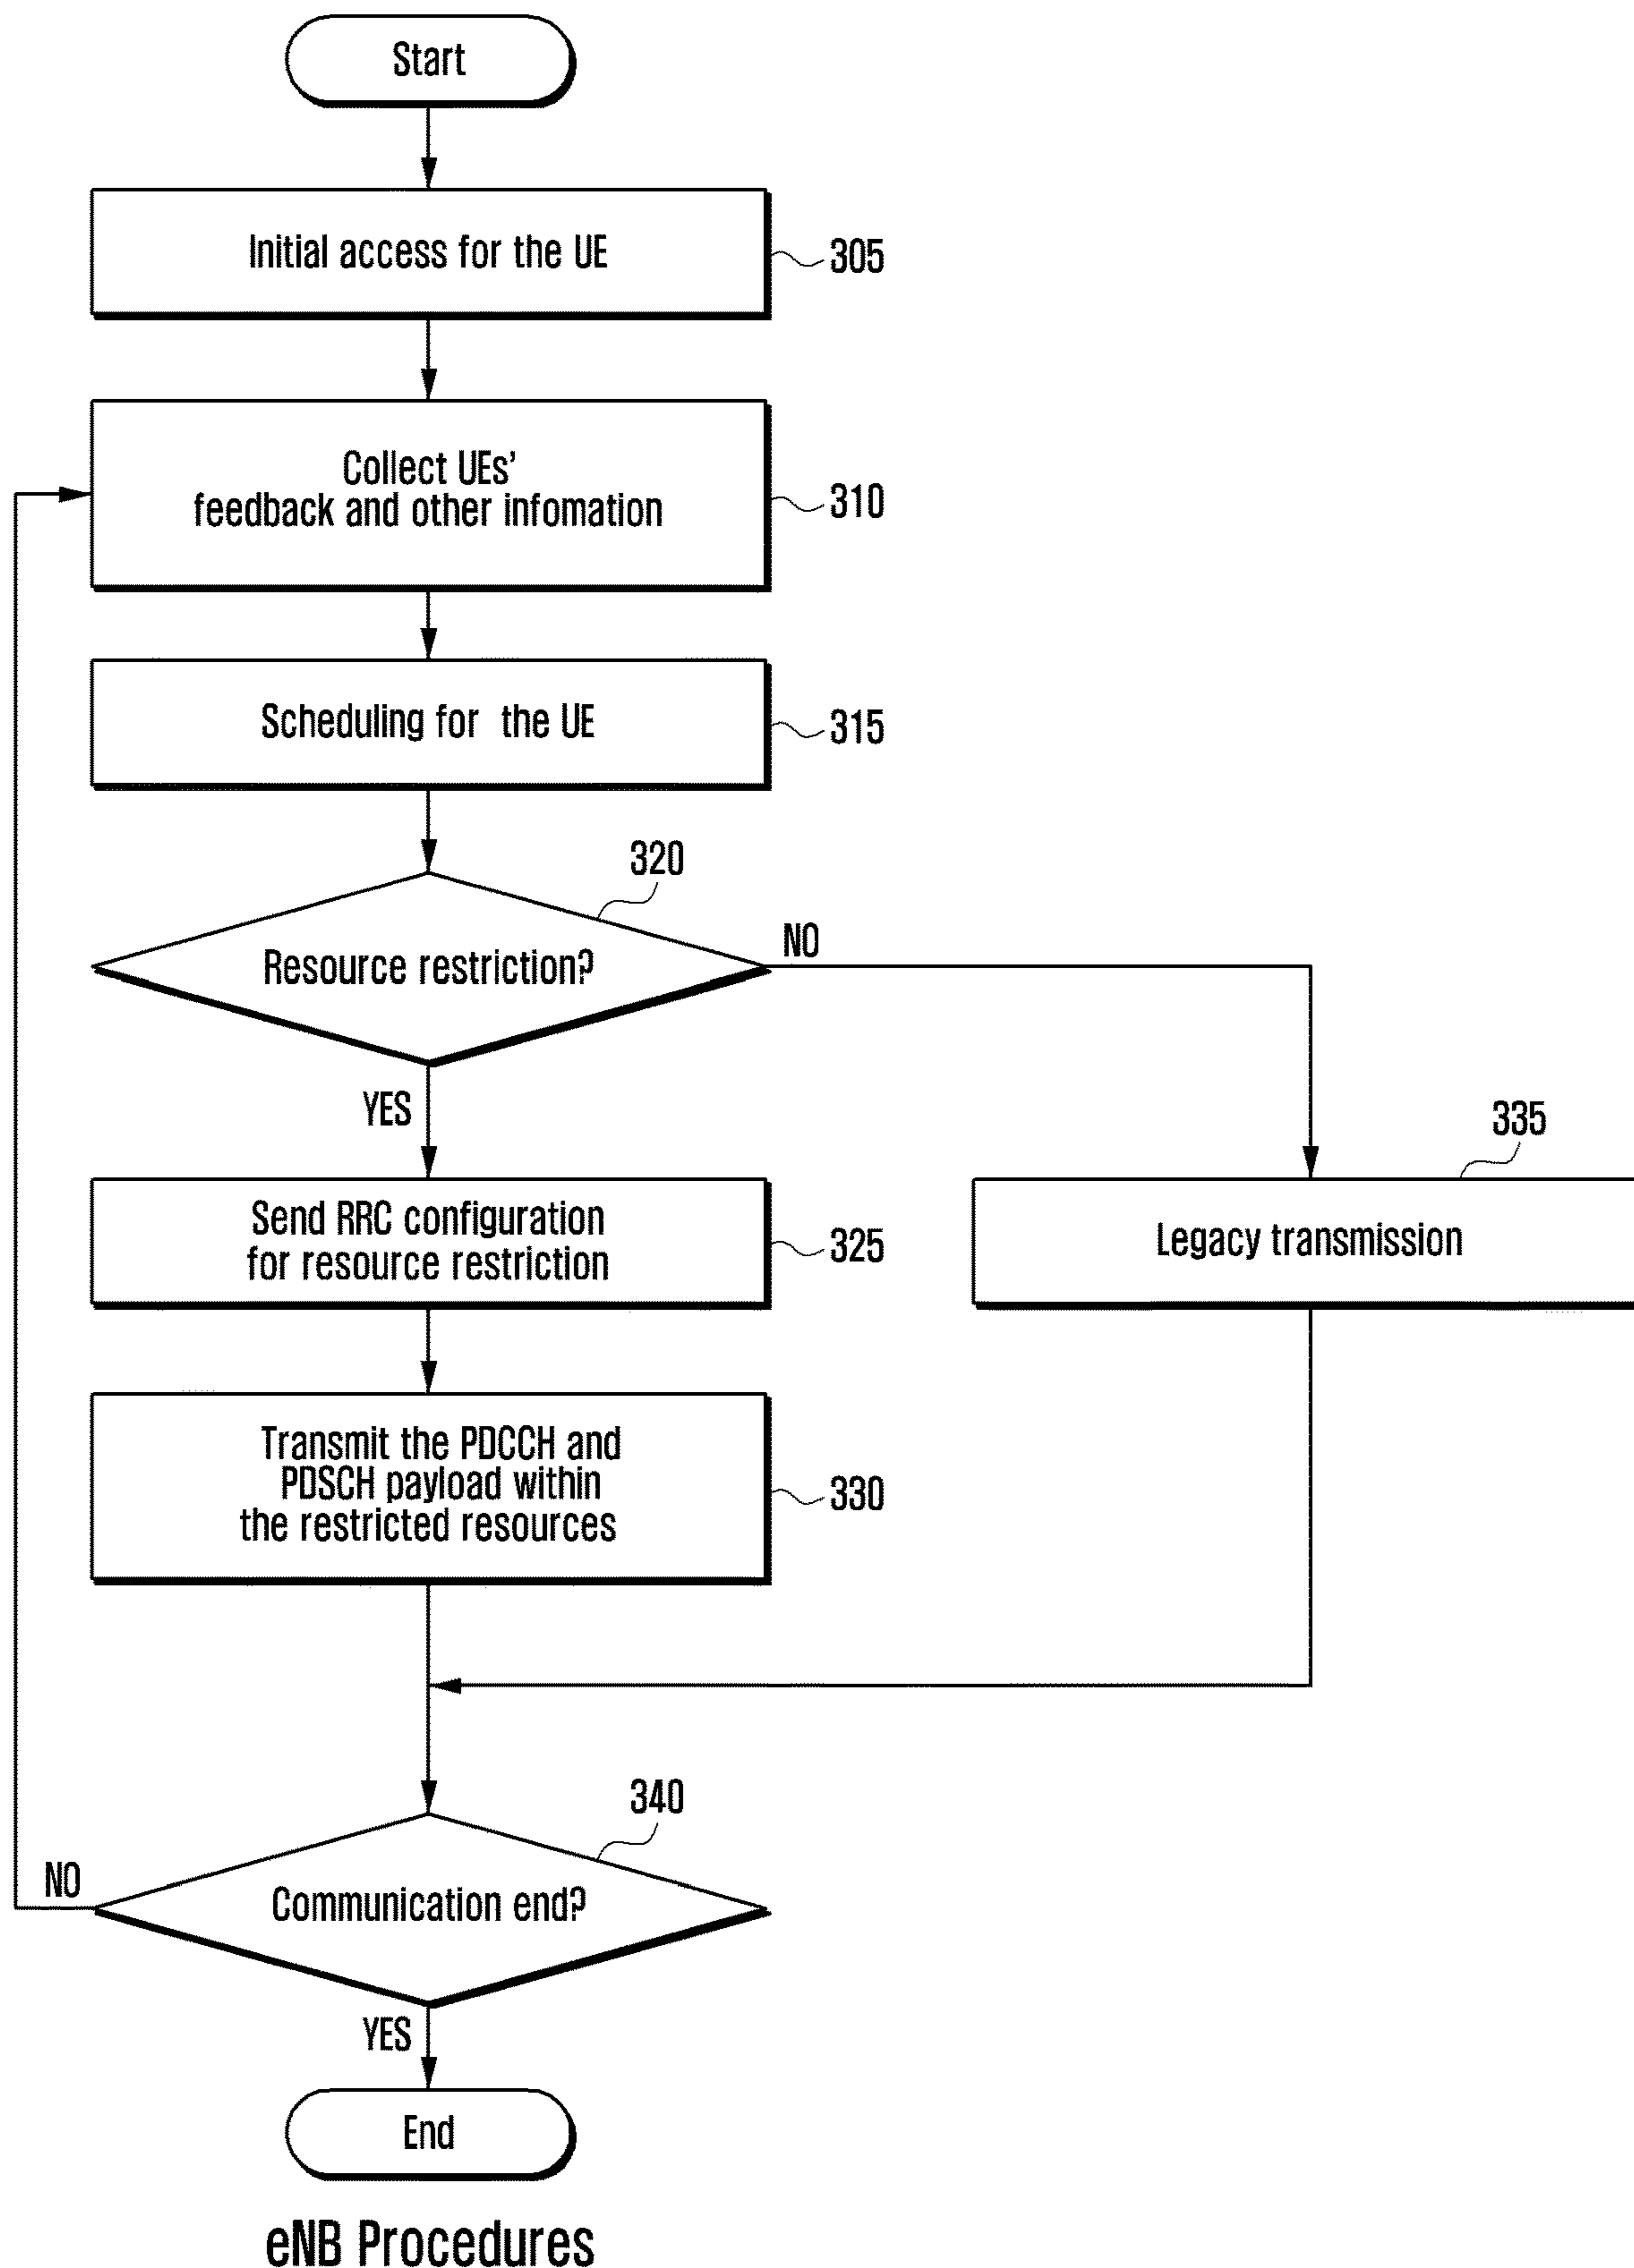 Start
Initial access for the UE
305
Collect UEs'
feedback and other infomation
310
Scheduling for the UE
315
320
Resource restriction?
NO
YES
335
Send RRC configuration
for resource restriction
325
Legacy transmission
Transmit the PDCCH and
PDSCH payload within
the restricted resources
330
340
Communication end?
NO
YES
End
eNB Procedures